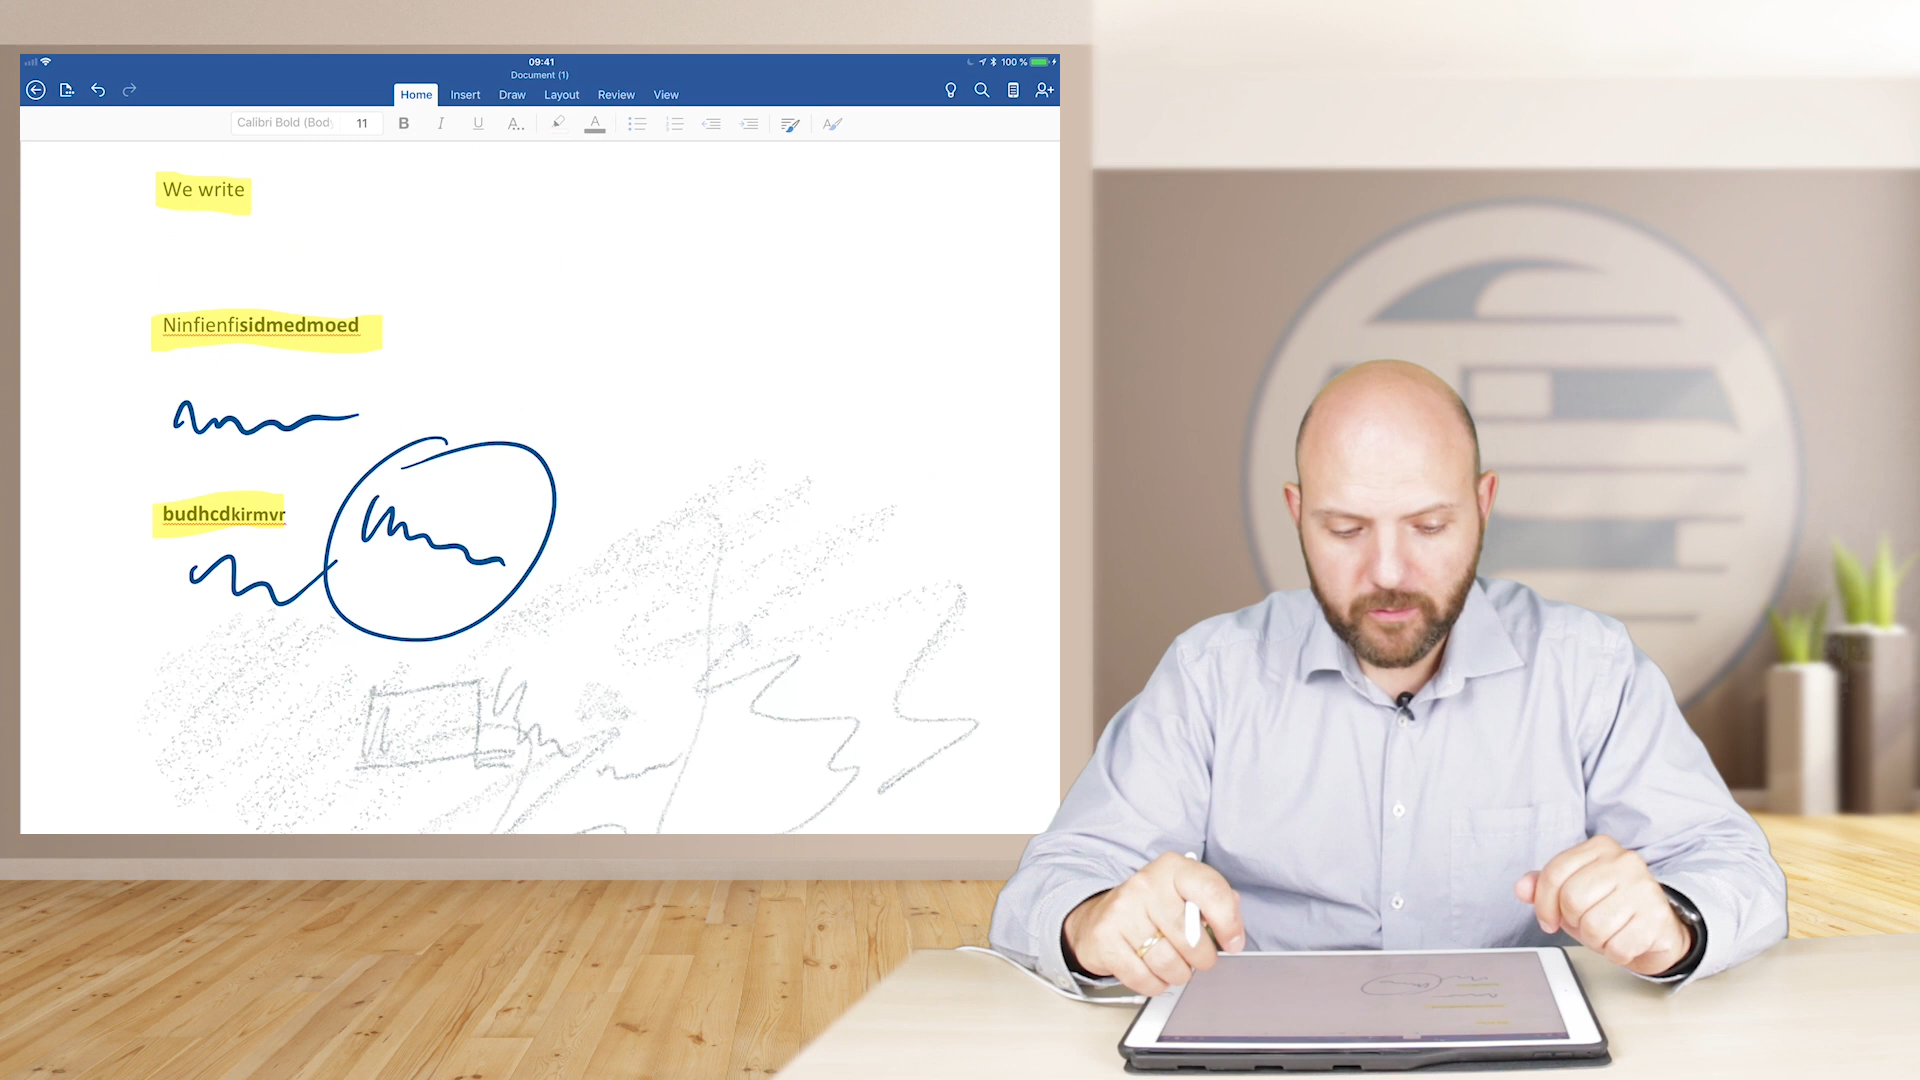 09:41
100 %
Document (1)
Home Insert Draw Layout Review View
Calibri Bold (Body 11 B I U A... A
We write
Ninfienfisidmedmoed
budhcdkirmvr